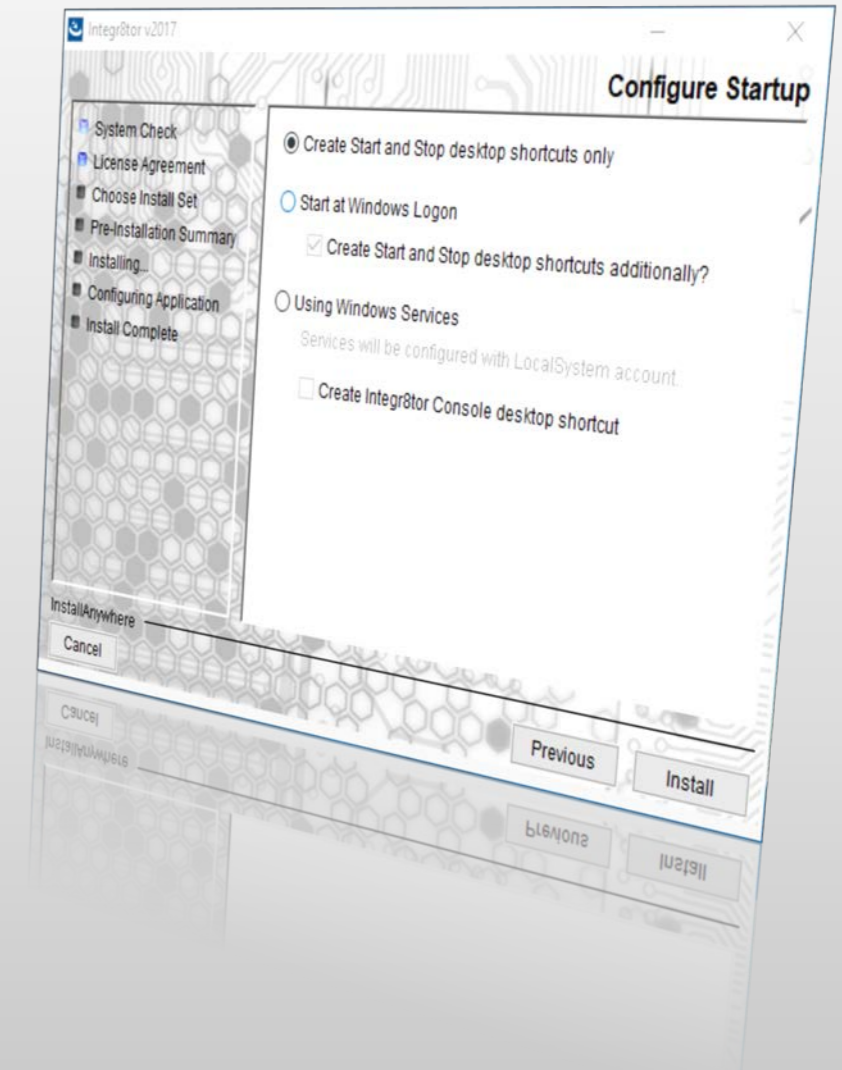 Integr8tor v2017
Configure Startup
System Check
License Agreement
Choose Install Set
Pre-Installation Summary
Installing...
Configuring Application
Install Complete
Create Start and Stop desktop shortcuts only
Start at Windows Logon
Create Start and Stop desktop shortcuts additionally?
Using Windows Services
Services will be configured with LocalSystem account.
Create Integr8tor Console desktop shortcut
InstallAnywhere
Cancel
Previous
Install
Cancel
InstallAnywhere
Previous
Install